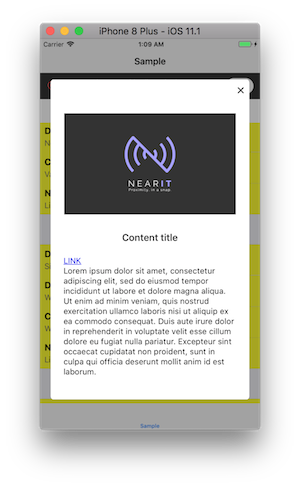 iPhone 8 Plus - iOS 11.1
Carrier
1:09 AM
Sample
NEARIT
Proximity, in a snap.
Content title
LINK
Lorem ipsum dolor sit amet, consectetur
adipiscing elit, sed do eiusmod tempor
incididunt ut labore et dolore magna aliqua.
Ut enim ad minim veniam, quis nostrud
exercitation ullamco laboris nisi ut aliquip ex
ea commodo consequat. Duis aute irure dolor
in reprehenderit in voluptate velit esse cillum
dolore eu fugiat nulla pariatur. Excepteur sint
occaecat cupidatat non proident, sunt in
culpa qui officia deserunt mollit anim id est
laborum.
Sample